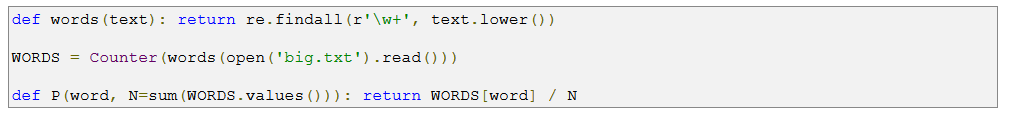 def words(text): return re.findall(r'\w+', text.lower())
WORDS = Counter(words(open('big.txt').read()))
def P(word, N=sum(WORDS.values())): return WORDS[word] / N